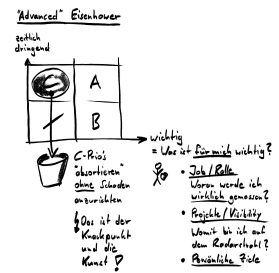 "Advanced" Eisenhower
zeitlich
dringend
C
A
B
wichtig
= Was ist für mich wichtig?
C-Prio's
"absorbieren"
ohne Schaden
anzurichten
Das ist der
Knackpunkt
und die
Kunst!
• Job/Rolle
Woran werde ich
wirklich gemessen?
• Projekte/Visibility
Womit bin ich auf
dem Radarschirm?
• Persönliche Ziele